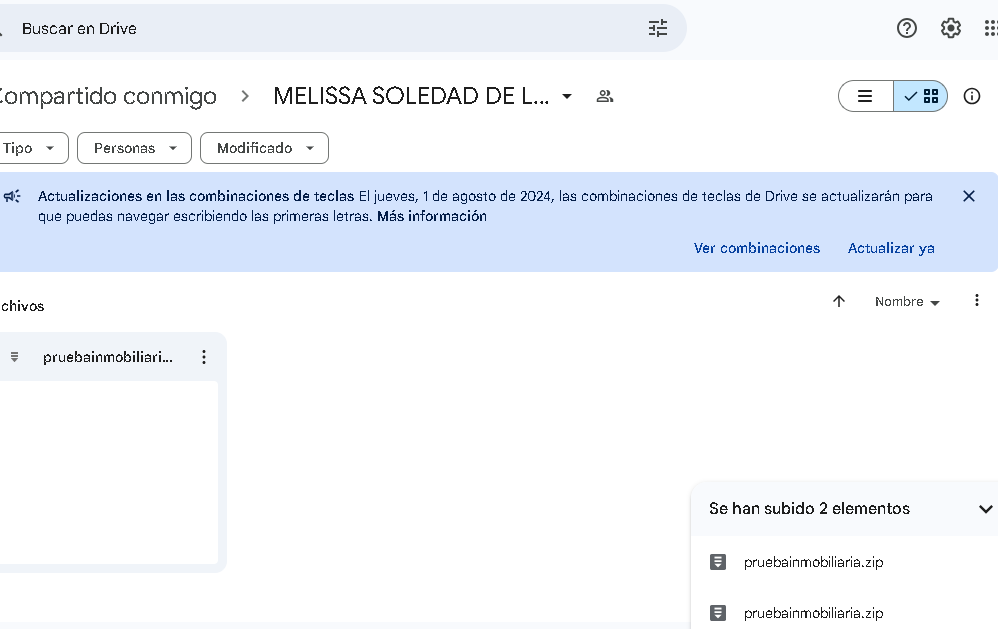 Buscar en Drive
Compartido conmigo > MELISSA SOLEDAD DE L...
Tipo
Personas
Modificado
Actualizaciones en las combinaciones de teclas El jueves, 1 de agosto de 2024, las combinaciones de teclas de Drive se actualizarán para
que puedas navegar escribiendo las primeras letras. Más información
Ver combinaciones
Actualizar ya
chivos
Nombre
pruebainmobiliari...
Se han subido 2 elementos
pruebainmobiliaria.zip
pruebainmobiliaria.zip